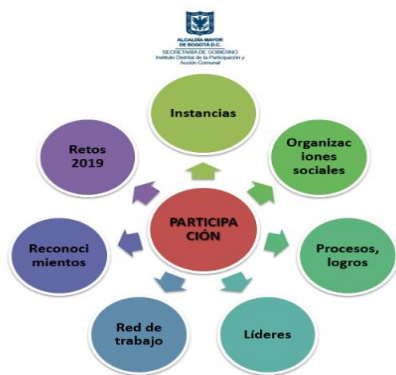 ALCALDÍA MAYOR
DE BOGOTÁ D.C.
SECRETARÍA DE GOBIERNO
Instituto Distrital de la Participación y
Acción Comunal
Instancias
Organizac
iones
sociales
Procesos,
logros
Líderes
Red de
trabajo
Reconoci
mientos
Retos
2019
PARTICIPA
CIÓN